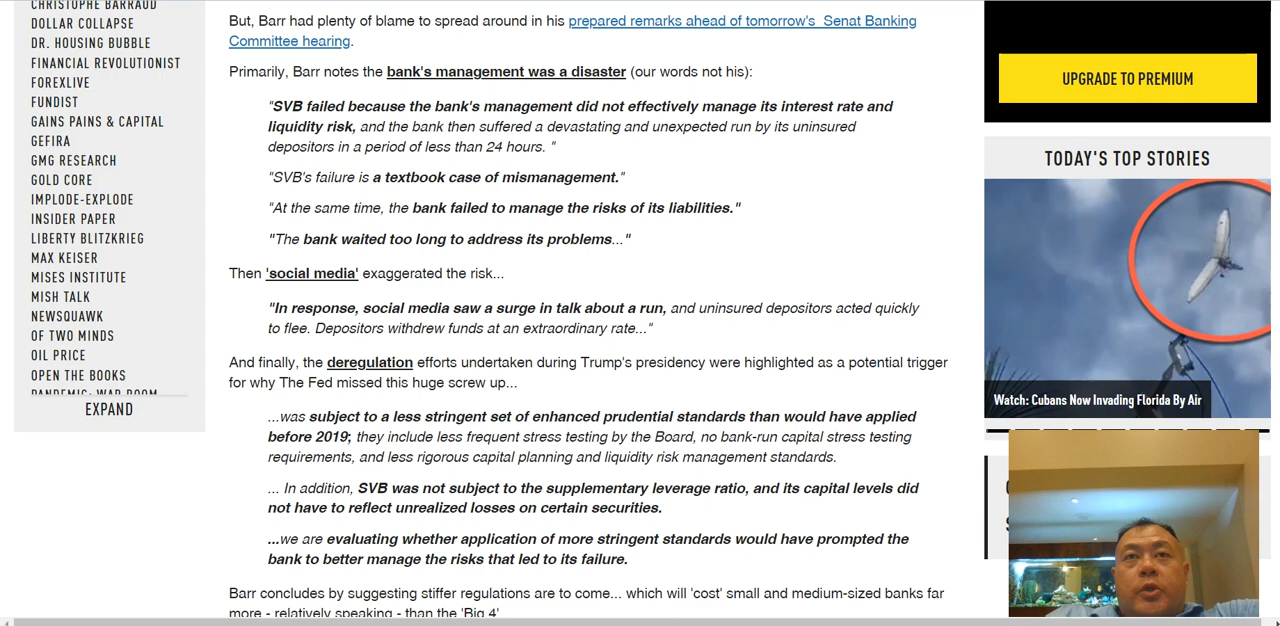 CHRISTOPHE BARRAUD
DOLLAR COLLAPSE
DR. HOUSING BUBBLE
FINANCIAL REVOLUTIONIST
FOREXLIVE
FUNDIST
GAINS PAINS & CAPITAL
GEFIRA
GMG RESEARCH
GOLD CORE
IMPLODE-EXPLODE
INSIDER PAPER
LIBERTY BLITZKRIEG
MAX KEISER
MISES INSTITUTE
MISH TALK
NEWSQUAWK
OF TWO MINDS
OIL PRICE
OPEN THE BOOKS
PANDEMIC: WAR ROOM
EXPAND
But, Barr had plenty of blame to spread around in his prepared remarks ahead of tomorrow's Senat Banking
Committee hearing.
Primarily, Barr notes the bank's management was a disaster (our words not his):
"SVB failed because the bank's management did not effectively manage its interest rate and
liquidity risk, and the bank then suffered a devastating and unexpected run by its uninsured
depositors in a period of less than 24 hours. "
"SVB's failure is a textbook case of mismanagement."
"At the same time, the bank failed to manage the risks of its liabilities."
"The bank waited too long to address its problems..."
Then 'social media' exaggerated the risk...
"In response, social media saw a surge in talk about a run, and uninsured depositors acted quickly
to flee. Depositors withdrew funds at an extraordinary rate..."
And finally, the deregulation efforts undertaken during Trump's presidency were highlighted as a potential trigger
for why The Fed missed this huge screw up...
...was subject to a less stringent set of enhanced prudential standards than would have applied
before 2019; they include less frequent stress testing by the Board, no bank-run capital stress testing
requirements, and less rigorous capital planning and liquidity risk management standards.
... In addition, SVB was not subject to the supplementary leverage ratio, and its capital levels did
not have to reflect unrealized losses on certain securities.
...we are evaluating whether application of more stringent standards would have prompted the
bank to better manage the risks that led to its failure.
Barr concludes by suggesting stiffer regulations are to come... which will 'cost' small and medium-sized banks far
more - relatively speaking - than the 'Big 4'
UPGRADE TO PREMIUM
TODAY'S TOP STORIES
Watch: Cubans Now Invading Florida By Air